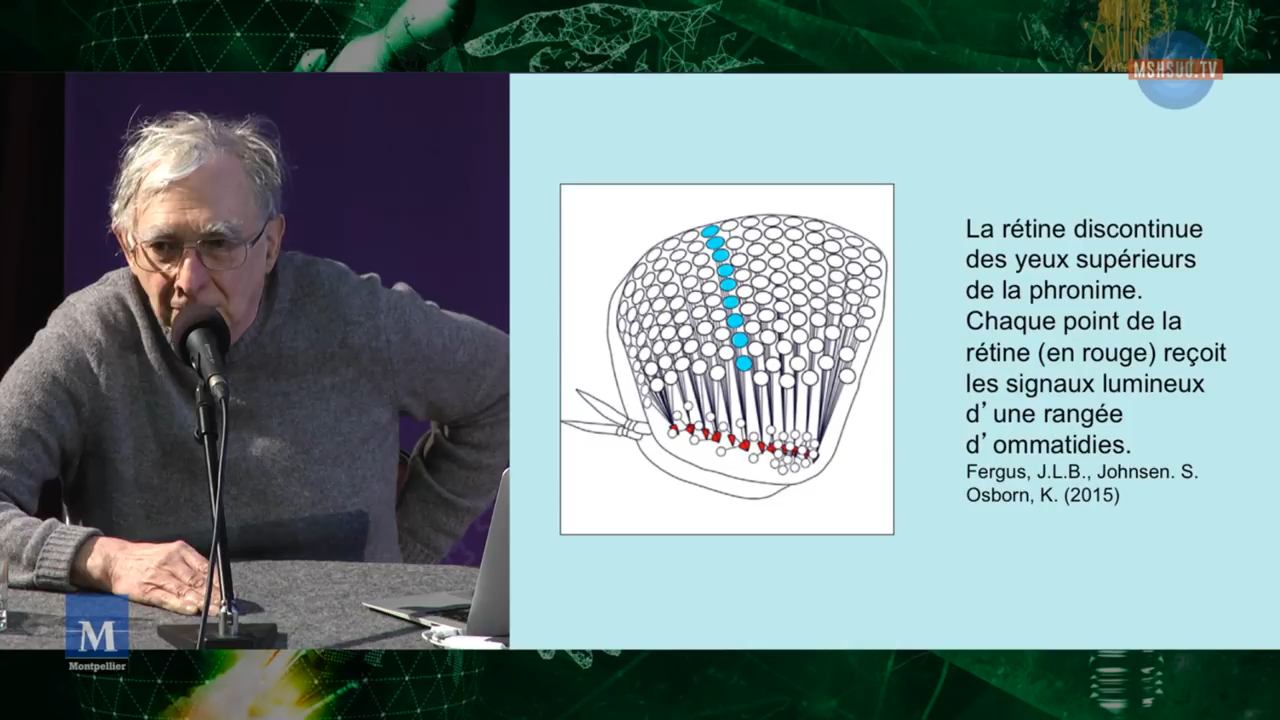 MSHSUD.TV
La rétine discontinue
des yeux supérieurs
de la phronime.
Chaque point de la
rétine (en rouge) reçoit
les signaux lumineux
d’ une rangée
d’ ommatidies.
Fergus, J.L.B., Johnsen. S.
Osborn, K. (2015)
M
Montpellier